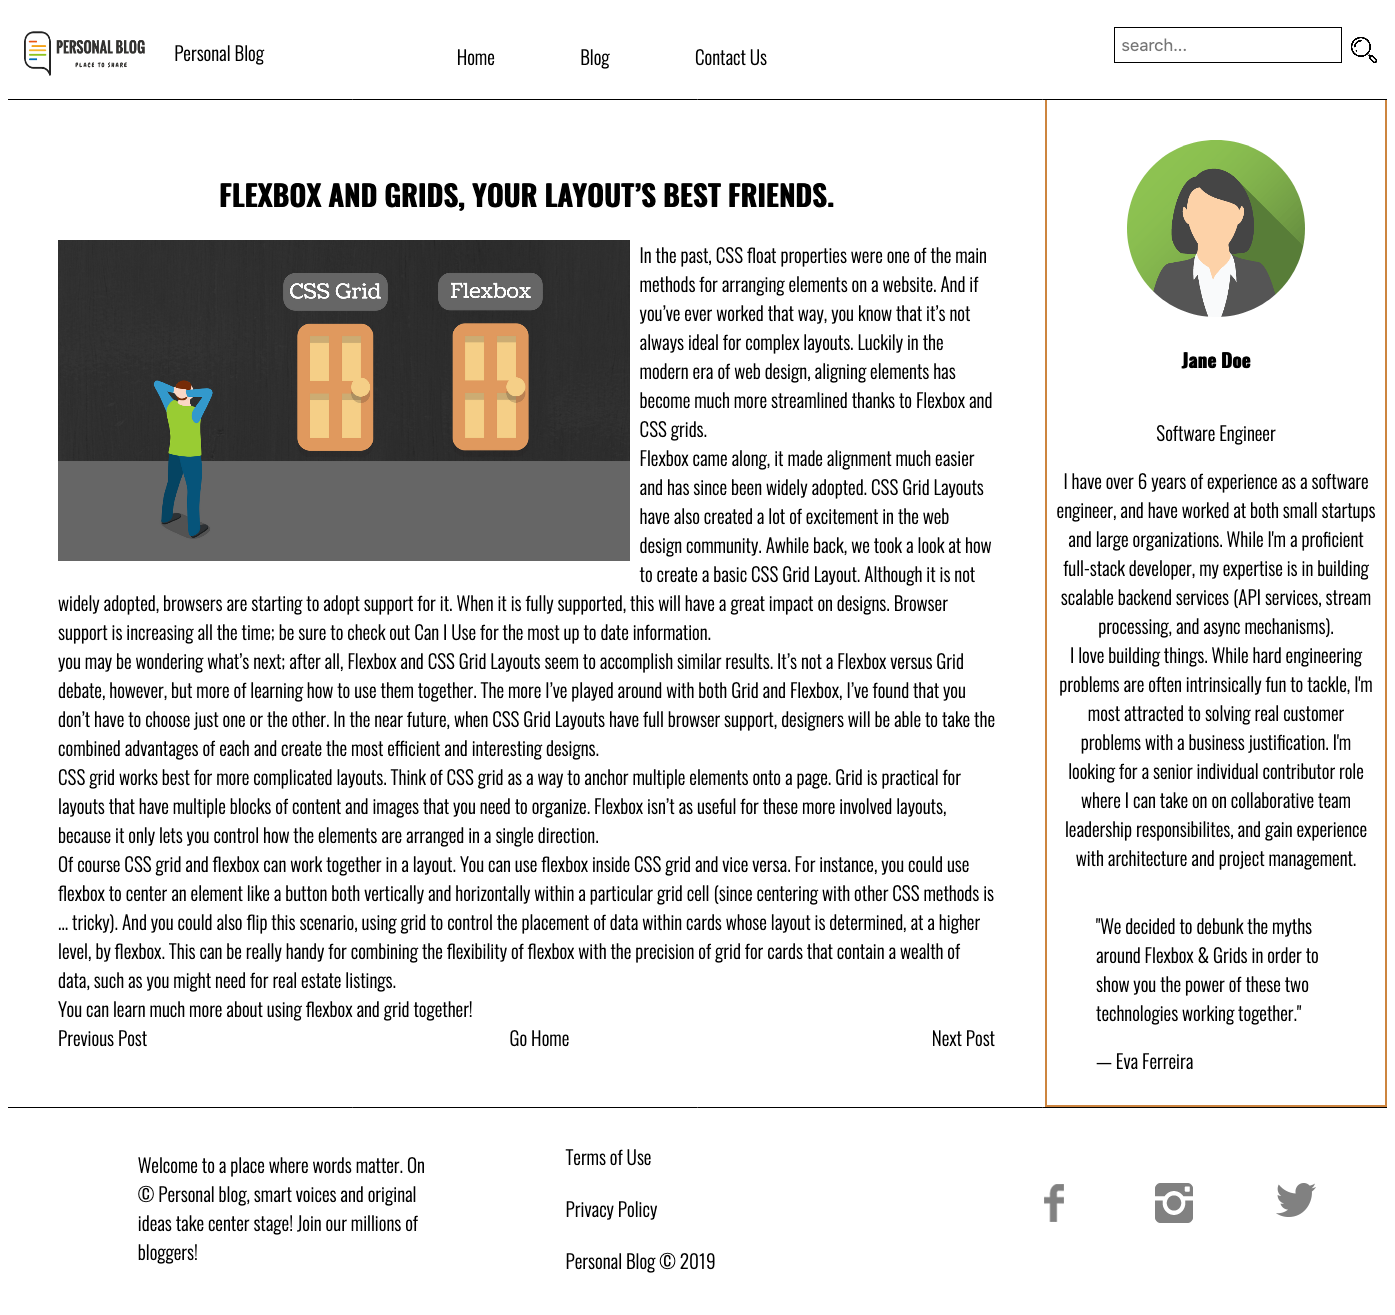 PERSONAL BLOG
PLACE TO SHARE
Personal Blog
Home
Blog
Contact Us
search...
FLEXBOX AND GRIDS, YOUR LAYOUT’S BEST FRIENDS.
CSS Grid
Flexbox
In the past, CSS float properties were one of the main
methods for arranging elements on a website. And if
you’ve ever worked that way, you know that it’s not
always ideal for complex layouts. Luckily in the
modern era of web design, aligning elements has
become much more streamlined thanks to Flexbox and
CSS grids.
Flexbox came along, it made alignment much easier
and has since been widely adopted. CSS Grid Layouts
have also created a lot of excitement in the web
design community. Awhile back, we took a look at how
to create a basic CSS Grid Layout. Although it is not
widely adopted, browsers are starting to adopt support for it. When it is fully supported, this will have a great impact on designs. Browser
support is increasing all the time; be sure to check out Can I Use for the most up to date information.
you may be wondering what’s next; after all, Flexbox and CSS Grid Layouts seem to accomplish similar results. It’s not a Flexbox versus Grid
debate, however, but more of learning how to use them together. The more I’ve played around with both Grid and Flexbox, I’ve found that you
don’t have to choose just one or the other. In the near future, when CSS Grid Layouts have full browser support, designers will be able to take the
combined advantages of each and create the most efficient and interesting designs.
CSS grid works best for more complicated layouts. Think of CSS grid as a way to anchor multiple elements onto a page. Grid is practical for
layouts that have multiple blocks of content and images that you need to organize. Flexbox isn’t as useful for these more involved layouts,
because it only lets you control how the elements are arranged in a single direction.
Of course CSS grid and flexbox can work together in a layout. You can use flexbox inside CSS grid and vice versa. For instance, you could use
flexbox to center an element like a button both vertically and horizontally within a particular grid cell (since centering with other CSS methods is
... tricky). And you could also flip this scenario, using grid to control the placement of data within cards whose layout is determined, at a higher
level, by flexbox. This can be really handy for combining the flexibility of flexbox with the precision of grid for cards that contain a wealth of
data, such as you might need for real estate listings.
You can learn much more about using flexbox and grid together!
Previous Post
Go Home
Next Post
Jane Doe
Software Engineer
I have over 6 years of experience as a software
engineer, and have worked at both small startups
and large organizations. While I'm a proficient
full-stack developer, my expertise is in building
scalable backend services (API services, stream
processing, and async mechanisms).
I love building things. While hard engineering
problems are often intrinsically fun to tackle, I'm
most attracted to solving real customer
problems with a business justification. I'm
looking for a senior individual contributor role
where I can take on on collaborative team
leadership responsibilites, and gain experience
with architecture and project management.
"We decided to debunk the myths
around Flexbox & Grids in order to
show you the power of these two
technologies working together."
— Eva Ferreira
Welcome to a place where words matter. On
© Personal blog, smart voices and original
ideas take center stage! Join our millions of
bloggers!
Terms of Use
Privacy Policy
Personal Blog © 2019